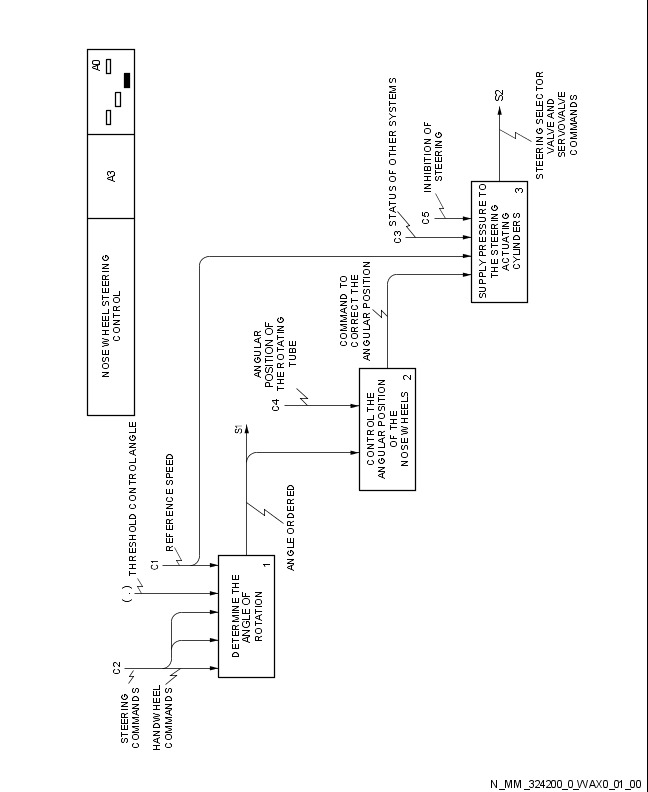 A0
A3
NOSE WHEEL STEERING
CONTROL
C2
STEERING
COMMANDS
HANDWHEEL
COMMANDS
(.)
THRESHOLD CONTROL ANGLE
C1
REFERENCE SPEED
DETERMINE THE
ANGLE OF
ROTATION
1
ANGLE ORDERED
S1
C4
ANGULAR
POSITION OF
THE ROTATING
TUBE
CONTROL THE
ANGULAR POSITION
OF THE
NOSE WHEELS
2
COMMAND TO
CORRECT THE
ANGULAR POSITION
C3
STATUS OF OTHER SYSTEMS
C5
INHIBITION OF
STEERING
SUPPLY PRESSURE TO
THE STEERING
ACTUATING
CYLINDERS
3
S2
STEERING SELECTOR
VALVE AND
SERVOVALVE
COMMANDS
N_MM_324200_0_WAX0_01_00